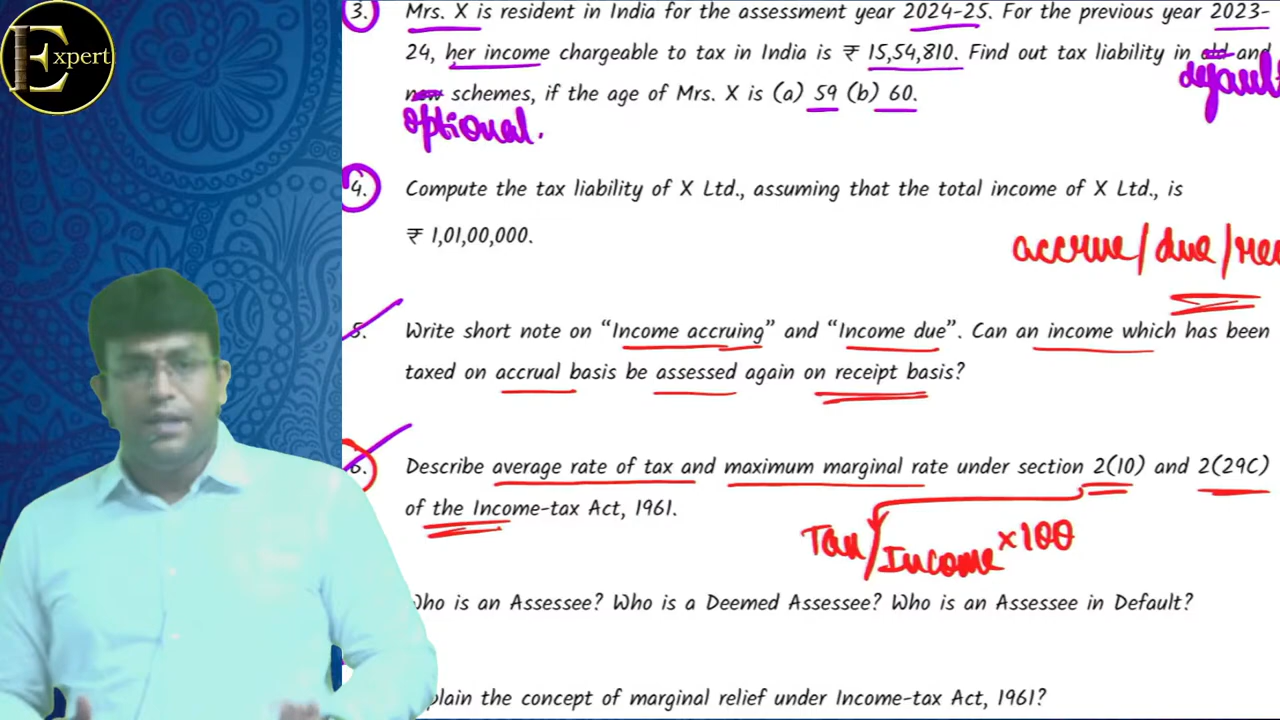 Expert
3. Mrs. X is resident in India for the assessment year 2024-25. For the previous year 2023-
24, her income chargeable to tax in India is ₹ 15,54,810. Find out tax liability in old and
default
new schemes, if the age of Mrs. X is (a) 59 (b) 60.
optional.
4. Compute the tax liability of X Ltd., assuming that the total income of X Ltd., is
₹ 1,01,00,000.
accrue/due/rec
5. Write short note on “Income accruing” and “Income due”. Can an income which has been
taxed on accrual basis be assessed again on receipt basis?
6. Describe average rate of tax and maximum marginal rate under section 2(10) and 2(29C)
of the Income-tax Act, 1961.
Tax/Income×100
Who is an Assessee? Who is a Deemed Assessee? Who is an Assessee in Default?
plain the concept of marginal relief under Income-tax Act, 1961?